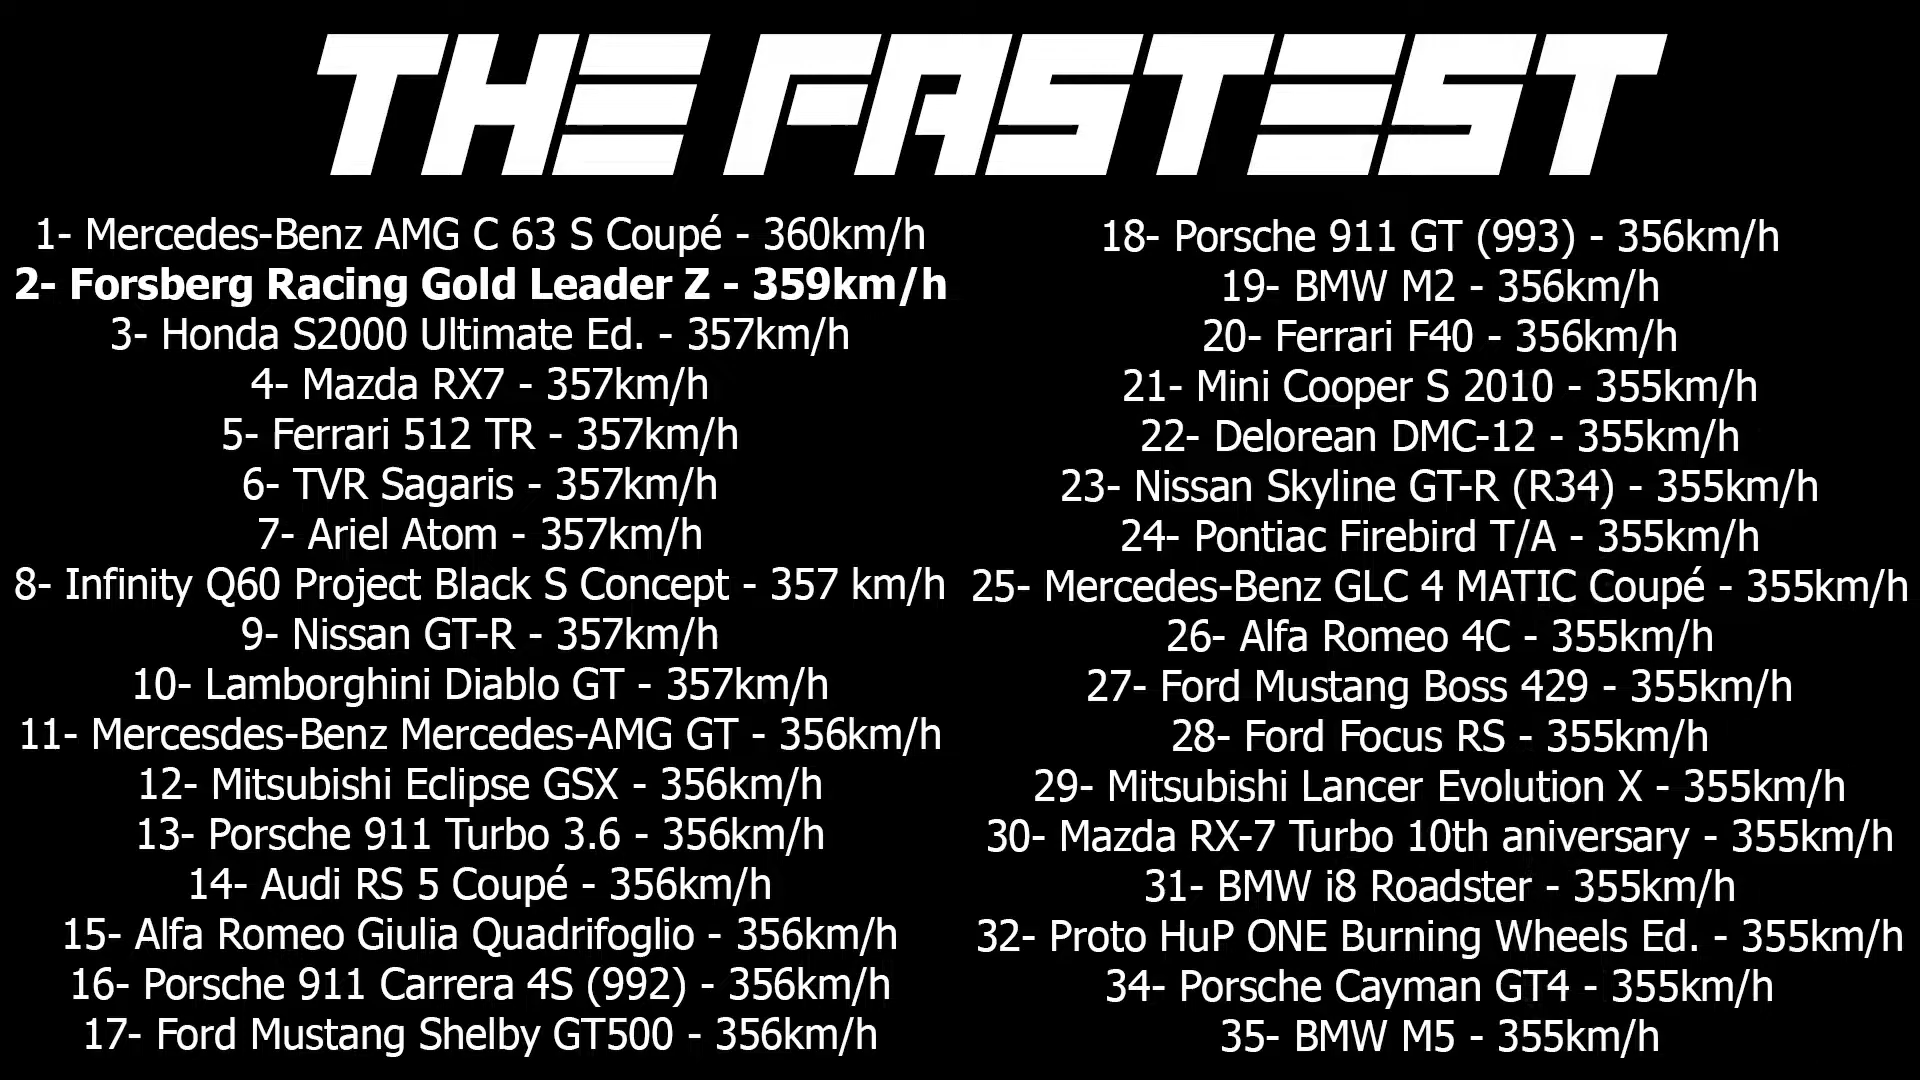 THE FASTEST
1- Mercedes-Benz AMG C 63 S Coupé - 360km/h
2- Forsberg Racing Gold Leader Z - 359km/h
3- Honda S2000 Ultimate Ed. - 357km/h
4- Mazda RX7 - 357km/h
5- Ferrari 512 TR - 357km/h
6- TVR Sagaris - 357km/h
7- Ariel Atom - 357km/h
8- Infinity Q60 Project Black S Concept - 357 km/h
9- Nissan GT-R - 357km/h
10- Lamborghini Diablo GT - 357km/h
11- Mercesdes-Benz Mercedes-AMG GT - 356km/h
12- Mitsubishi Eclipse GSX - 356km/h
13- Porsche 911 Turbo 3.6 - 356km/h
14- Audi RS 5 Coupé - 356km/h
15- Alfa Romeo Giulia Quadrifoglio - 356km/h
16- Porsche 911 Carrera 4S (992) - 356km/h
17- Ford Mustang Shelby GT500 - 356km/h
18- Porsche 911 GT (993) - 356km/h
19- BMW M2 - 356km/h
20- Ferrari F40 - 356km/h
21- Mini Cooper S 2010 - 355km/h
22- Delorean DMC-12 - 355km/h
23- Nissan Skyline GT-R (R34) - 355km/h
24- Pontiac Firebird T/A - 355km/h
25- Mercedes-Benz GLC 4 MATIC Coupé - 355km/h
26- Alfa Romeo 4C - 355km/h
27- Ford Mustang Boss 429 - 355km/h
28- Ford Focus RS - 355km/h
29- Mitsubishi Lancer Evolution X - 355km/h
30- Mazda RX-7 Turbo 10th aniversary - 355km/h
31- BMW i8 Roadster - 355km/h
32- Proto HuP ONE Burning Wheels Ed. - 355km/h
34- Porsche Cayman GT4 - 355km/h
35- BMW M5 - 355km/h